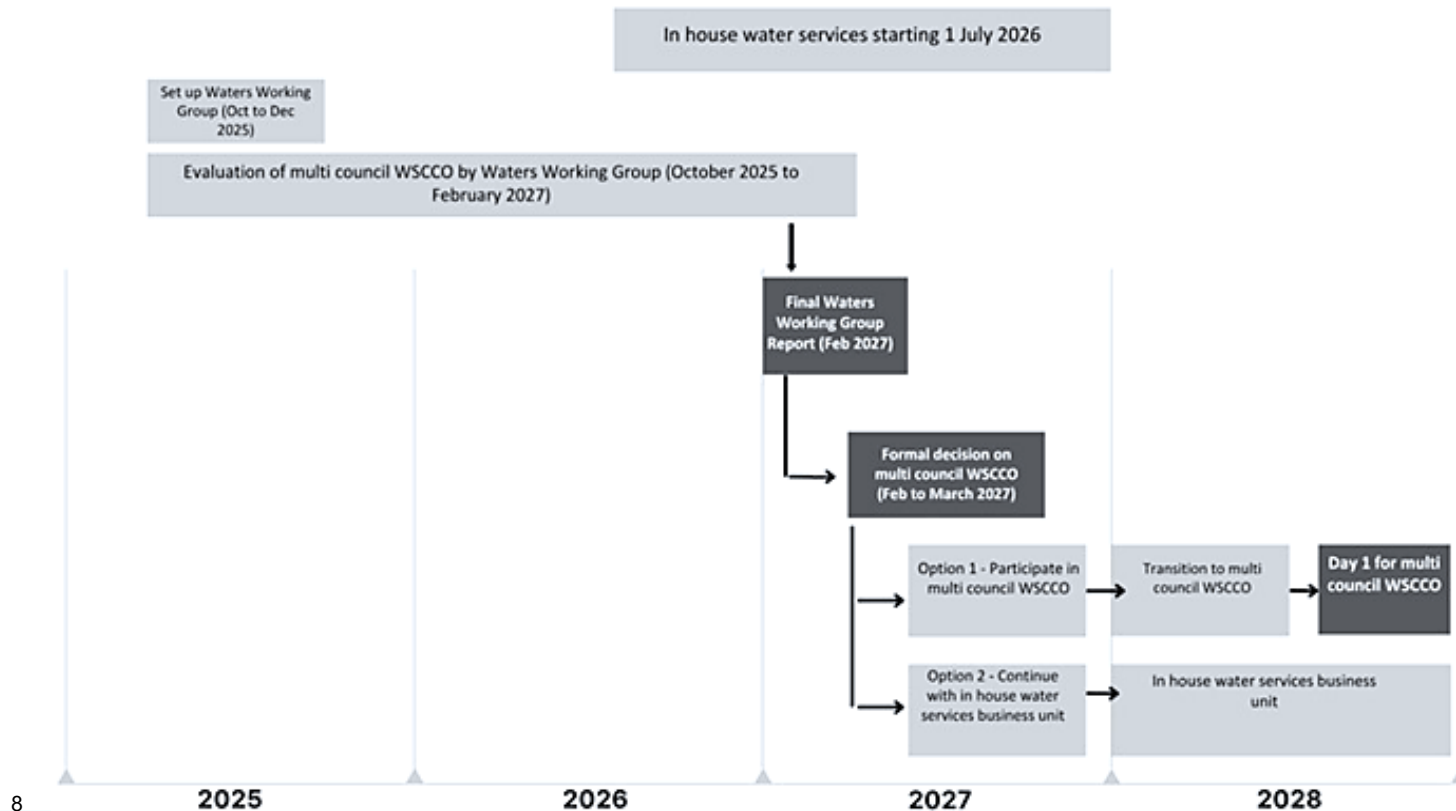 In house water services starting 1 July 2026
Set up Waters Working
Group (Oct to Dec
2025)
Evaluation of multi council WSCCO by Waters Working Group (October 2025 to
February 2027)
Final Waters
Working Group
Report (Feb 2027)
Formal decision on
multi council WSCCO
(Feb to March 2027)
Option 1 - Participate in
multi council WSCCO
Transition to multi
council WSCCO
Day 1 for multi
council WSCCO
Option 2 - Continue
with in house water
services business unit
In house water services business
unit
8
2025
2026
2027
2028